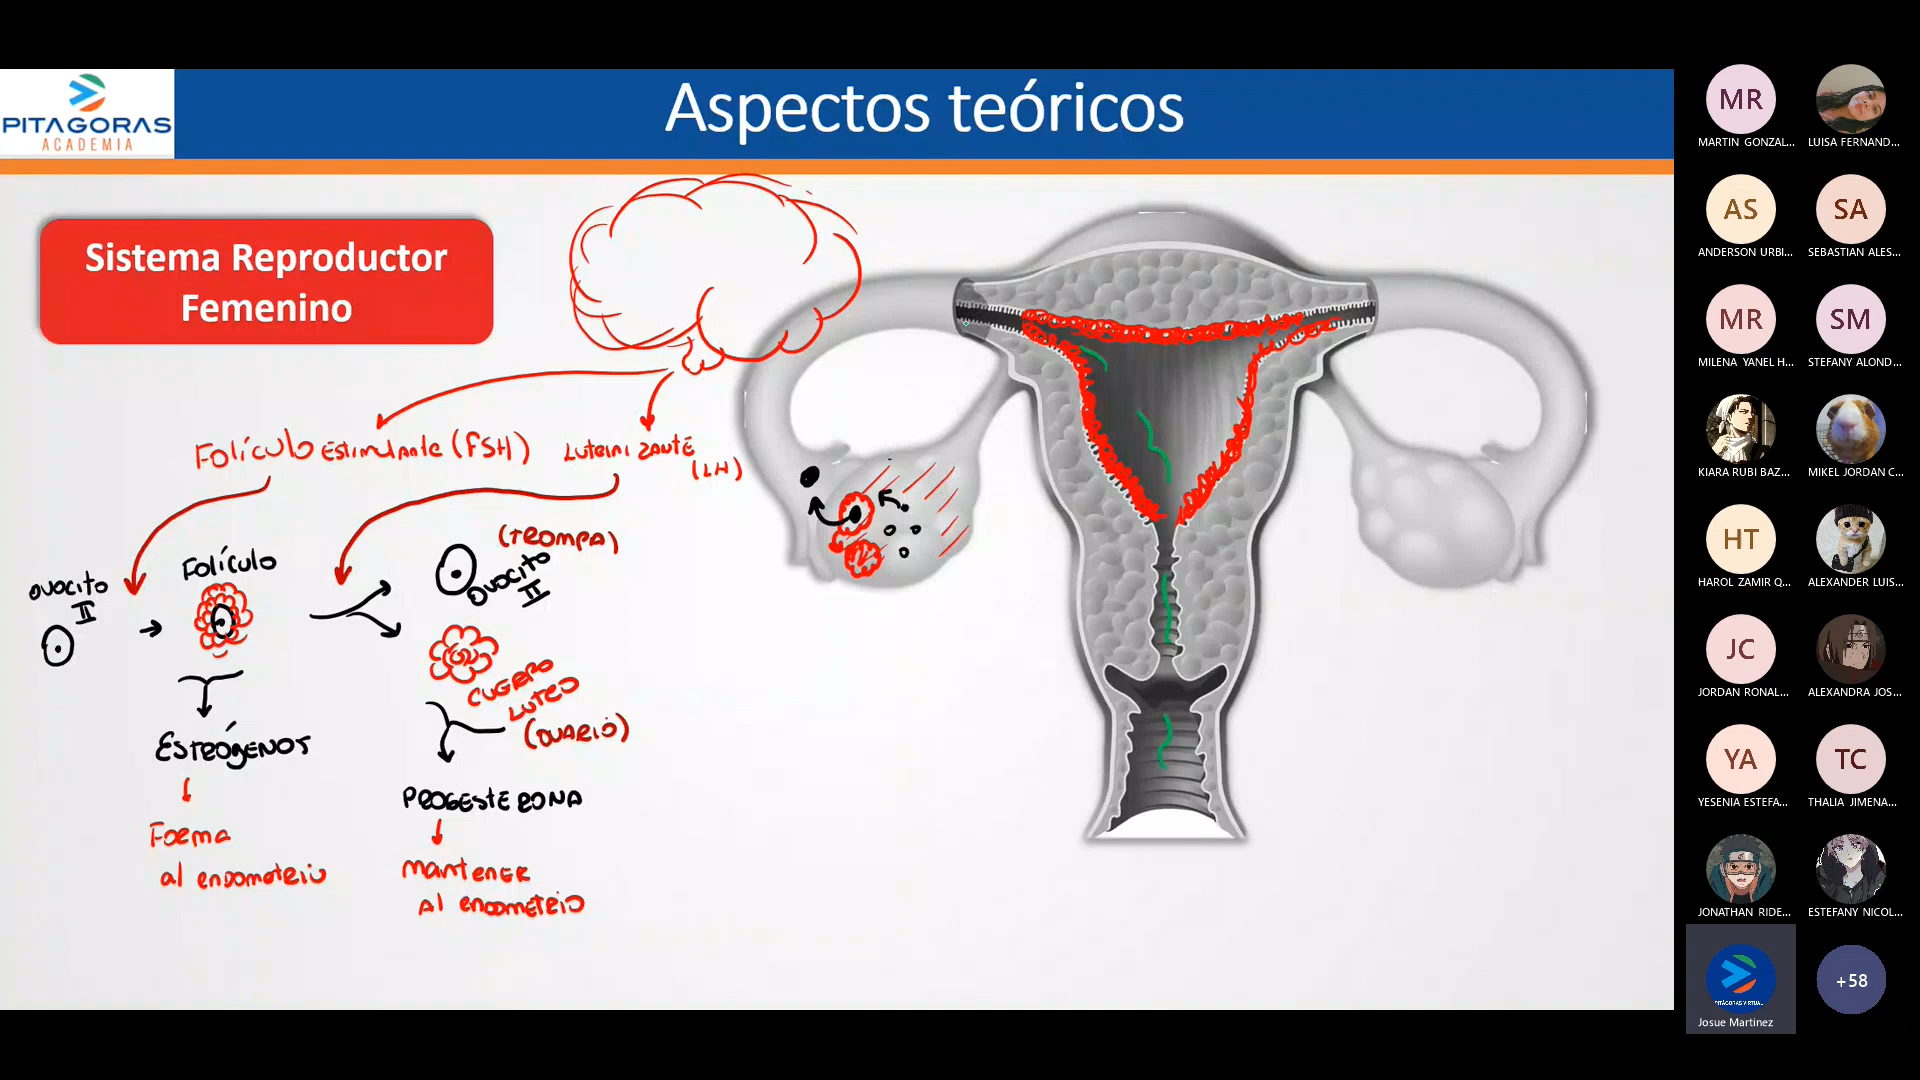 PITAGORAS
ACADEMIA
Aspectos teóricos
Sistema Reproductor
Femenino
Folículo Estimulante (FSH)
Luteinizante
(LH)
Ovocito
II
Folículo
(Trompa)
Ovocito
II
Cuerpo
Luteo
(Ovario)
Estrógenos
Progesterona
Forma
al endometrio
Mantener
Al endometrio
MR
MARTIN GONZAL...
LUISA FERNAND...
AS
ANDERSON URBI...
SA
SEBASTIAN ALES...
MR
MILENA YANEL H...
SM
STEFANY ALOND...
KIARA RUBI BAZ...
MIKEL JORDAN C...
HT
HAROL ZAMIR Q...
ALEXANDER LUIS...
JC
JORDAN RONAL...
ALEXANDRA JOS...
YA
YESENIA ESTEFA...
TC
THALIA JIMENA...
JONATHAN RIDE...
ESTEFANY NICOL...
PITÁGORAS VIRTUAL
Josue Martinez
+58